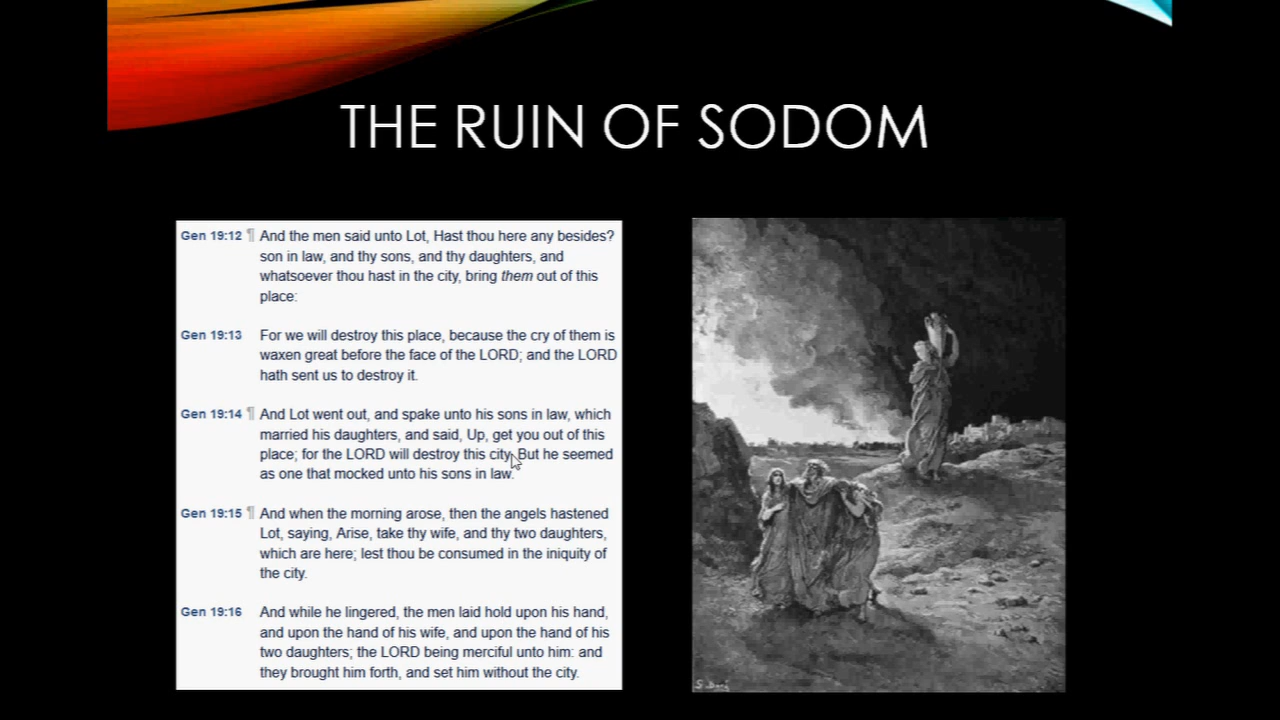 THE RUIN OF SODOM
Gen 19:12 ¶ And the men said unto Lot, Hast thou here any besides?
son in law, and thy sons, and thy daughters, and
whatsoever thou hast in the city, bring them out of this
place:
Gen 19:13 For we will destroy this place, because the cry of them is
waxen great before the face of the LORD; and the LORD
hath sent us to destroy it.
Gen 19:14 ¶ And Lot went out, and spake unto his sons in law, which
married his daughters, and said, Up, get you out of this
place; for the LORD will destroy this city. But he seemed
as one that mocked unto his sons in law.
Gen 19:15 ¶ And when the morning arose, then the angels hastened
Lot, saying, Arise, take thy wife, and thy two daughters,
which are here; lest thou be consumed in the iniquity of
the city.
Gen 19:16 And while he lingered, the men laid hold upon his hand,
and upon the hand of his wife, and upon the hand of his
two daughters; the LORD being merciful unto him: and
they brought him forth, and set him without the city.